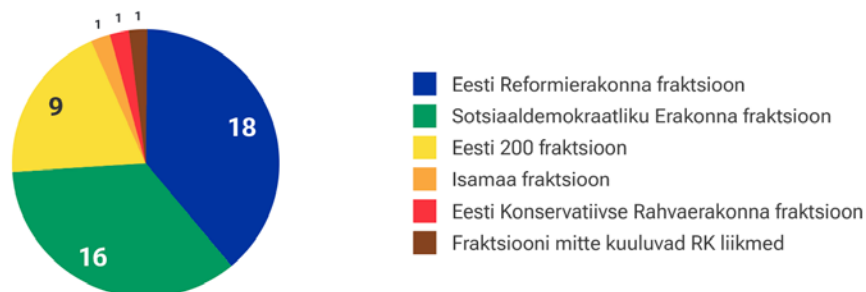 1 1 1
9
18
16
Eesti Reformierakonna fraktsioon
Sotsiaaldemokraatliku Erakonna fraktsioon
Eesti 200 fraktsioon
Isamaa fraktsioon
Eesti Konservatiivse Rahvaerakonna fraktsioon
Fraktsiooni mitte kuuluvad RK liikmed